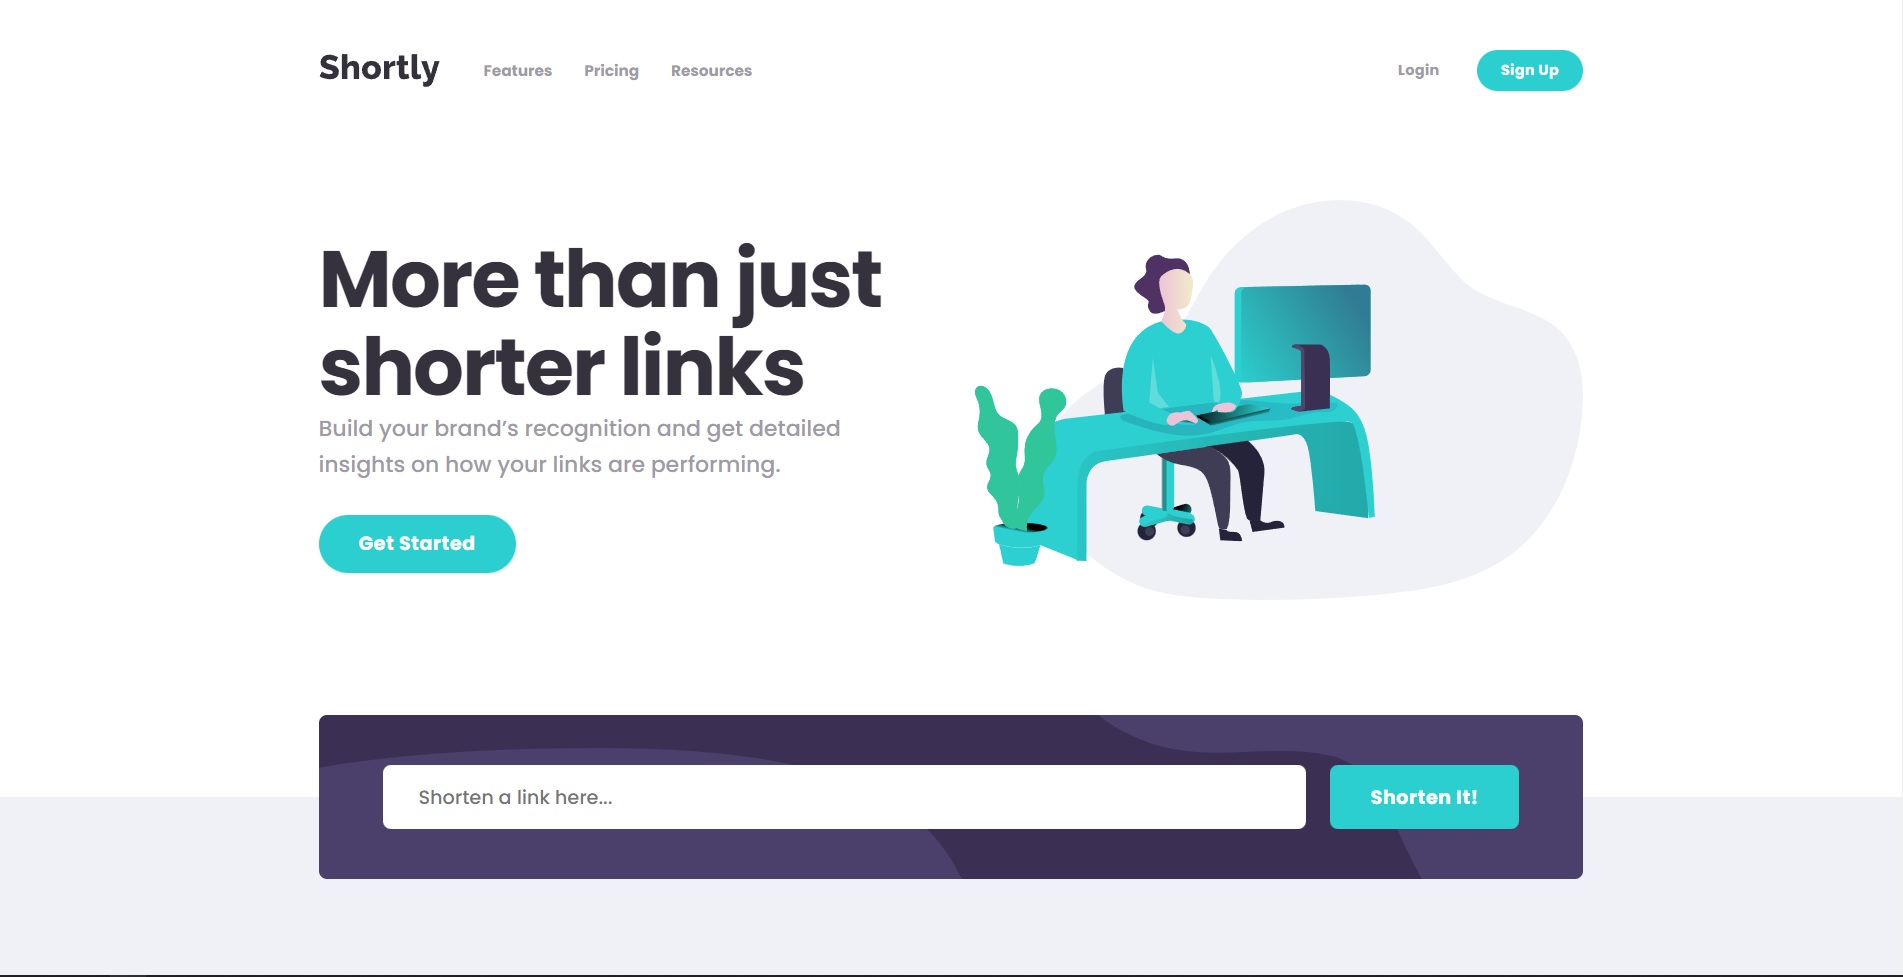 Shortly Features Pricing Resources Login Sign Up
More than just
shorter links
Build your brand’s recognition and get detailed
insights on how your links are performing.
Get Started
Shorten a link here...
Shorten It!